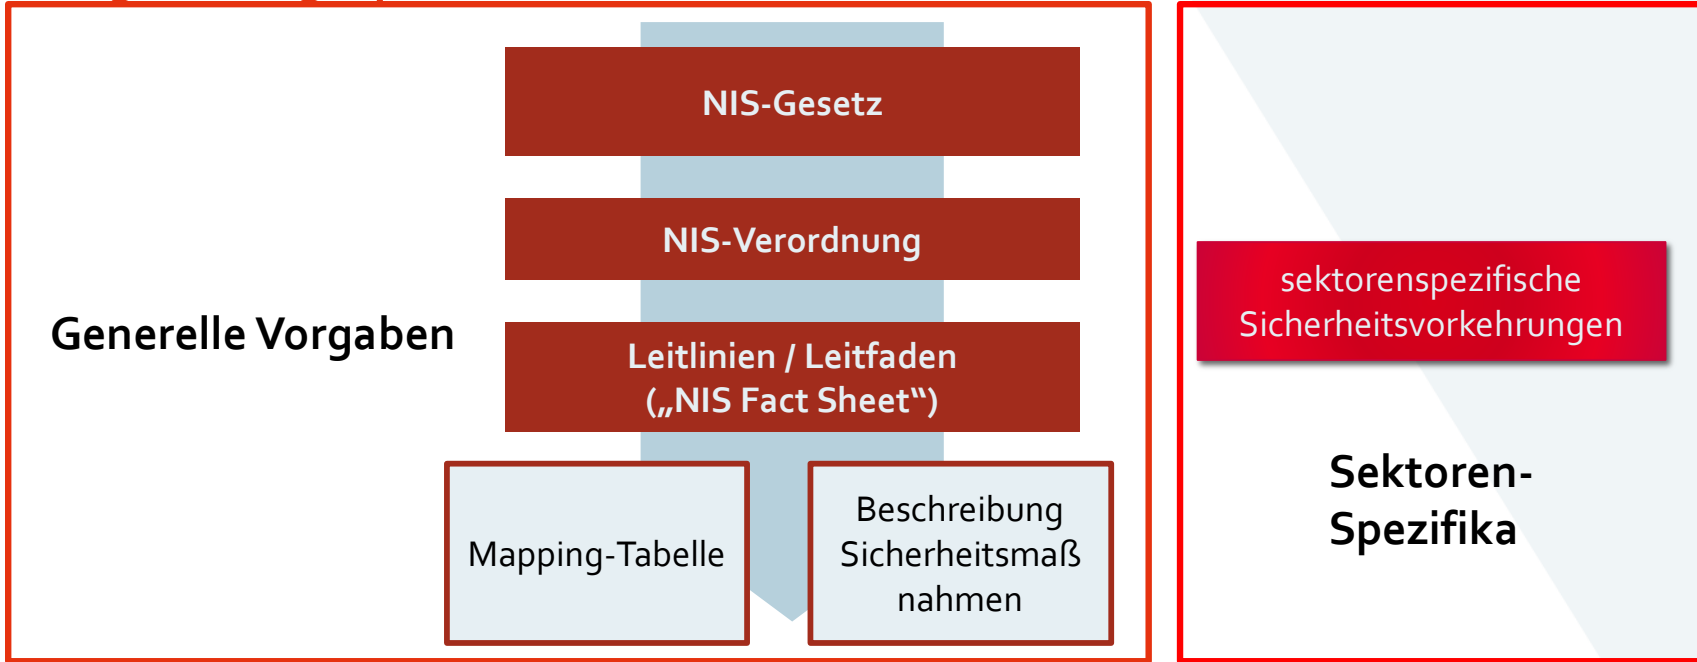 NIS-Gesetz
NIS-Verordnung
Generelle Vorgaben
Leitlinien / Leitfaden
(„NIS Fact Sheet“)
Mapping-Tabelle
Beschreibung
Sicherheitsmaß
nahmen
sektorenspezifische
Sicherheitsvorkehrungen
Sektoren-
Spezifika